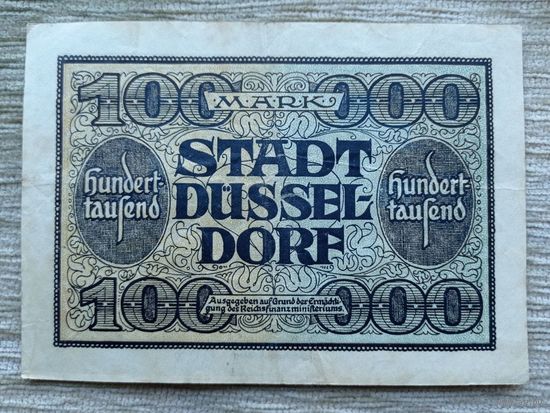 100 MARK 000
STADT
DÜSSEL-
DORF
Hundert-
tausend
Hundert-
tausend
100 000
Ausgegeben auf Grund der Ermächti-
gung des Reichsfinanzministeriums.